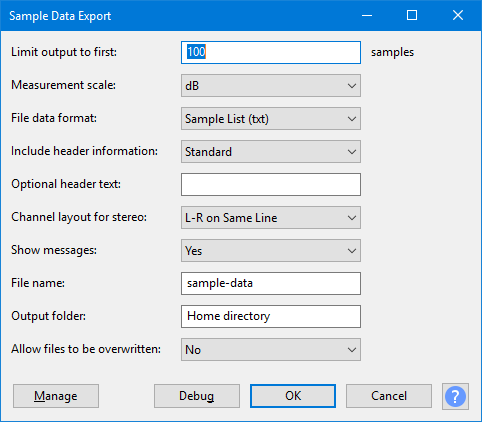 Sample Data Export
Limit output to first: 100 samples
Measurement scale: dB
File data format: Sample List (txt)
Include header information: Standard
Optional header text:
Channel layout for stereo: L-R on Same Line
Show messages: Yes
File name: sample-data
Output folder: Home directory
Allow files to be overwritten: No
Manage Debug OK Cancel ?